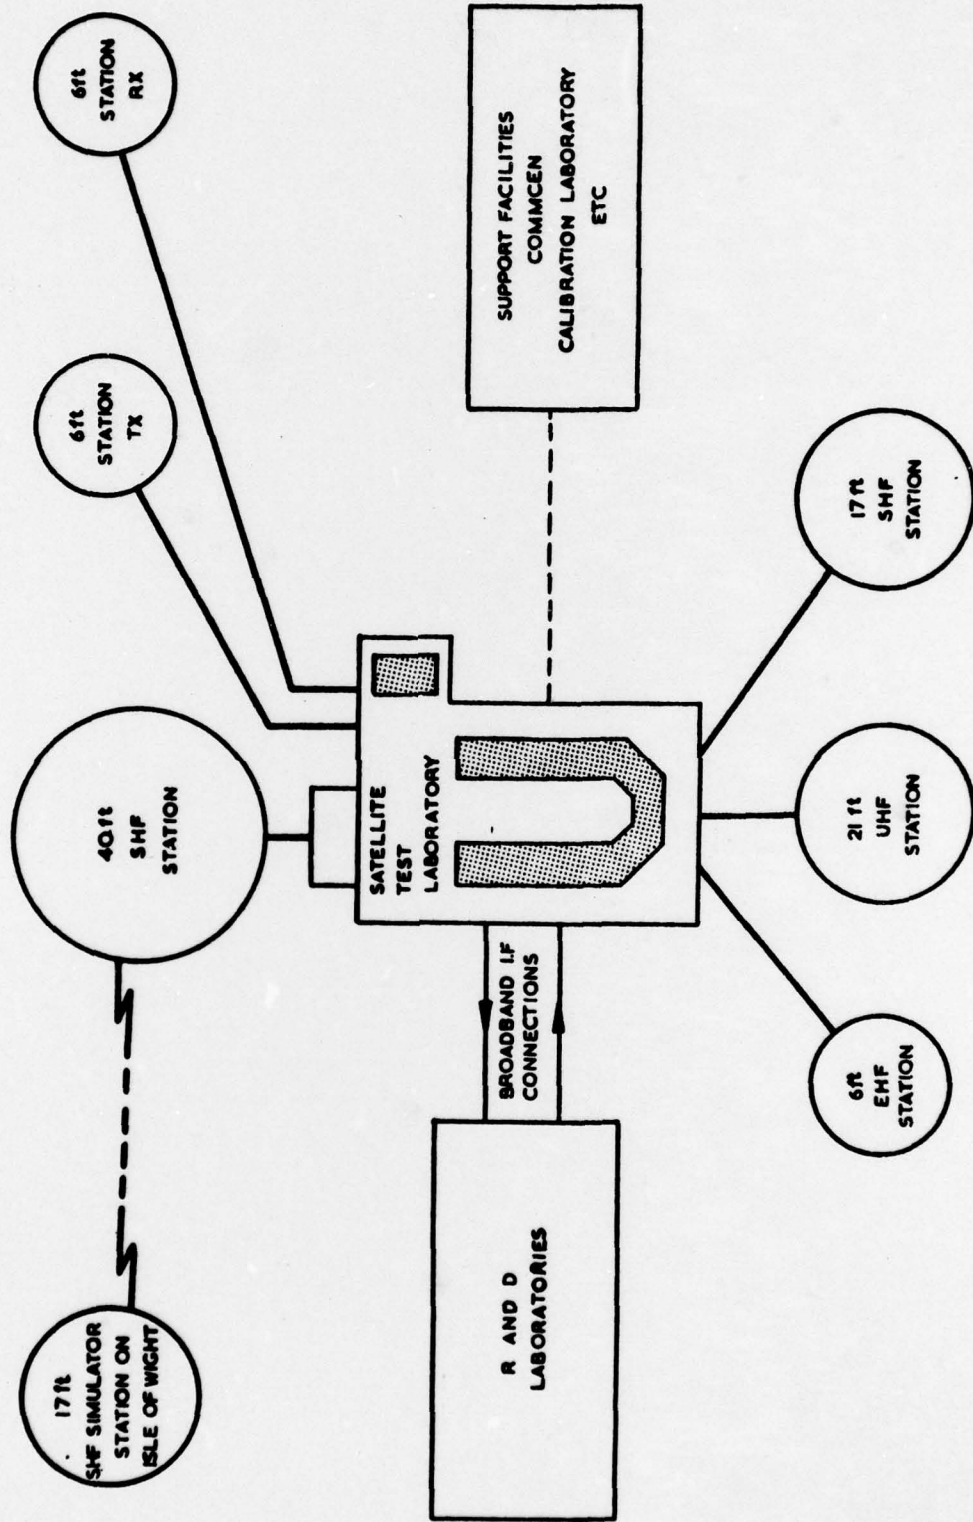 17ft
SHF SIMULATOR
STATION ON
ISLE OF WIGHT
40ft
SHF
STATION
6ft
STATION
TX
6ft
STATION
RX
R AND D
LABORATORIES
BROADBAND I.F
CONNECTIONS
SATELLITE
TEST
LABORATORY
SUPPORT FACILITIES
COMMCEN
CALIBRATION LABORATORY
ETC
6ft
EHF
STATION
21ft
UHF
STATION
17ft
SHF
STATION